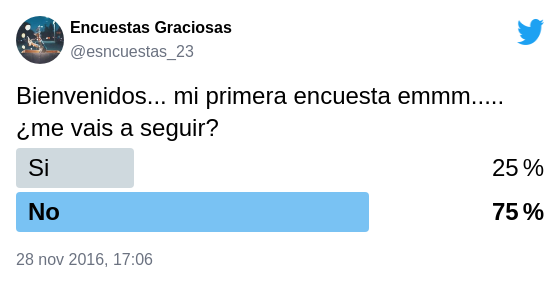 Encuestas Graciosas
@esncuestas_23
Bienvenidos... mi primera encuesta emmm.....
¿me vais a seguir?
Si 25 %
No 75 %
28 nov 2016, 17:06